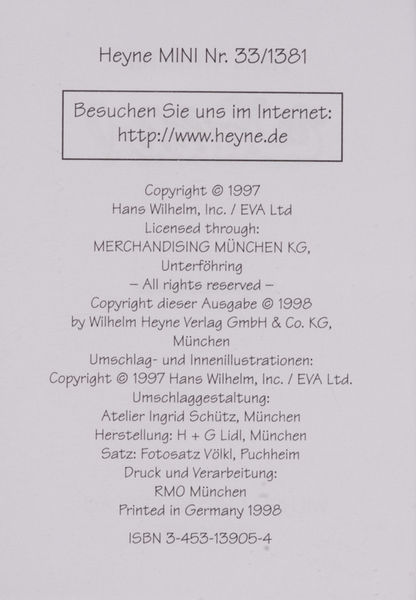 Heyne MINI Nr. 33/1381
Besuchen Sie uns im Internet:
http://www.heyne.de
Copyright © 1997
Hans Wilhelm, Inc. / EVA Ltd
Licensed through:
MERCHANDISING MÜNCHEN KG,
Unterföhring
– All rights reserved –
Copyright dieser Ausgabe © 1998
by Wilhelm Heyne Verlag GmbH & Co. KG,
München
Umschlag- und Innenillustrationen:
Copyright © 1997 Hans Wilhelm, Inc. / EVA Ltd.
Umschlaggestaltung:
Atelier Ingrid Schütz, München
Herstellung: H + G Lidl, München
Satz: Fotosatz Völkl, Puchheim
Druck und Verarbeitung:
RMO München
Printed in Germany 1998
ISBN 3-453-13905-4